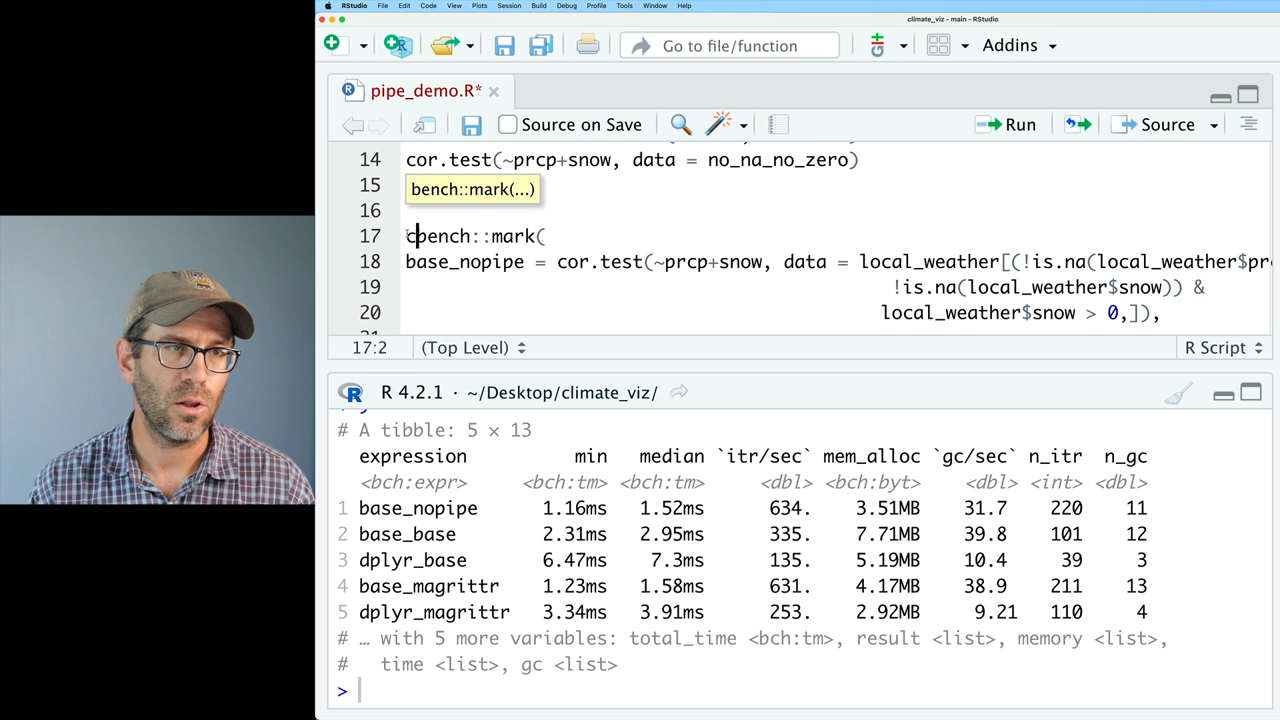 RStudio File Edit Code View Plots Session Build Debug Profile Tools Window Help
climate_viz - main - RStudio
Go to file/function Addins
pipe_demo.R*
Source on Save Run Source
14 cor.test(~prcp+snow, data = no_na_no_zero)
15
bench::mark(...)
16
17 cbench::mark(
18 base_nopipe = cor.test(~prcp+snow, data = local_weather[(!is.na(local_weather$pr
19 !is.na(local_weather$snow)) &
20 local_weather$snow > 0,]),
17:2 (Top Level) R Script
R 4.2.1 · ~/Desktop/climate_viz/
# A tibble: 5 × 13
expression min median `itr/sec` mem_alloc `gc/sec` n_itr n_gc
<bch:expr> <bch:tm> <bch:tm> <dbl> <bch:byt> <dbl> <int> <dbl>
1 base_nopipe 1.16ms 1.52ms 634. 3.51MB 31.7 220 11
2 base_base 2.31ms 2.95ms 335. 7.71MB 39.8 101 12
3 dplyr_base 6.47ms 7.3ms 135. 5.19MB 10.4 39 3
4 base_magrittr 1.23ms 1.58ms 631. 4.17MB 38.9 211 13
5 dplyr_magrittr 3.34ms 3.91ms 253. 2.92MB 9.21 110 4
# … with 5 more variables: total_time <bch:tm>, result <list>, memory <list>,
# time <list>, gc <list>
>